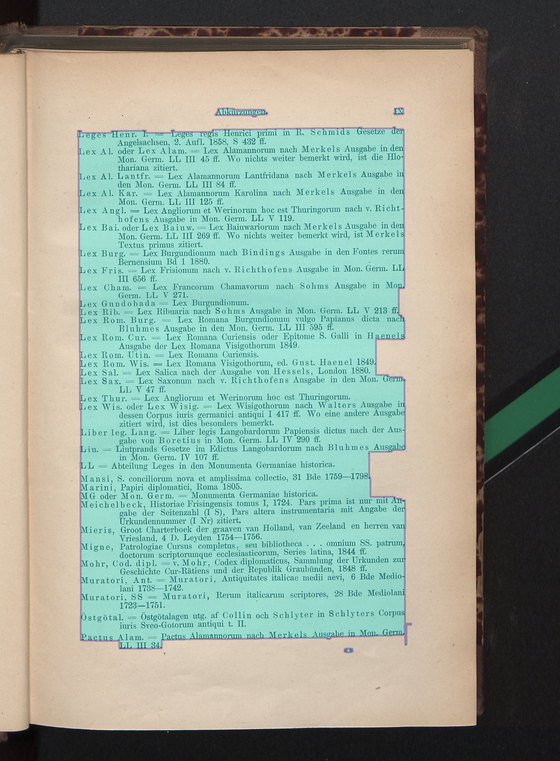 Abkürzungen. IX
Leges Henr. I. = Leges regis Henrici primi in R. Schmids Gesetze der
Angelsachsen, 2. Aufl. 1858, S 432 ff.
Lex Al. oder Lex Alam. = Lex Alamannorum nach Merkels Ausgabe in den
Mon. Germ. LL III 45 ff. Wo nichts weiter bemerkt wird, ist die Hlo-
thariana zitiert.
Lex Al. Lantfr. = Lex Alamannorum Lantfridana nach Merkels Ausgabe in
den Mon. Germ. LL III 84 ff.
Lex Al. Kar. = Lex Alamannorum Karolina nach Merkels Ausgabe in den
Mon. Germ. LL III 125 ff.
Lex Angl. = Lex Angliorum et Werinorum hoc est Thuringorum nach v. Richt-
hofens Ausgabe in Mon. Germ. LL V 119.
Lex Bai. oder Lex Baiuw. = Lex Baiuwariorum nach Merkels Ausgabe in den
Mon. Germ. LL III 269 ff. Wo nichts weiter bemerkt wird, ist Merkels
Textus primus zitiert.
Lex Burg. = Lex Burgundionum nach Bindings Ausgabe in den Fontes rerum
Bernensium Bd I 1880.
Lex Fris. = Lex Frisionum nach v. Richthofens Ausgabe in Mon. Germ. LL
III 656 ff.
Lex Cham. = Lex Francorum Chamavorum nach Sohms Ausgabe in Mon.
Germ. LL V 271.
Lex Gundobada = Lex Burgundionum.
Lex Rib. = Lex Ribuaria nach Sohms Ausgabe in Mon. Germ. LL V 213 ff.
Lex Rom. Burg. = Lex Romana Burgundionum vulgo Papianus dicta nach
Bluhmes Ausgabe in den Mon. Germ. LL III 595 ff.
Lex Rom. Cur. = Lex Romana Curiensis oder Epitome S. Galli in Haenels
Ausgabe der Lex Romana Visigothorum 1849.
Lex Rom. Utin. = Lex Romana Curiensis.
Lex Rom. Wis. = Lex Romana Visigothorum, ed. Gust. Haenel 1849.
Lex Sal. = Lex Salica nach der Ausgabe von Hessels, London 1880.
Lex Sax. = Lex Saxonum nach v. Richthofens Ausgabe in den Mon. Germ.
LL V 47 ff.
Lex Thur. = Lex Angliorum et Werinorum hoc est Thuringorum.
Lex Wis. oder Lex Wisig. = Lex Wisigothorum nach Walters Ausgabe in
dessen Corpus iuris germanici antiqui I 417 ff. Wo eine andere Ausgabe
zitiert wird, ist dies besonders bemerkt.
Liber leg. Lang. = Liber legis Langobardorum Papiensis dictus nach der Aus-
gabe von Boretius in Mon. Germ. LL IV 290 ff.
Liu. = Liutprands Gesetze im Edictus Langobardorum nach Bluhmes Ausgabe
in Mon. Germ. IV 107 ff.
LL = Abteilung Leges in den Monumenta Germaniae historica.
Mansi, S. conciliorum nova et amplissima collectio, 31 Bde 1759—1798.
Marini, Papiri diplomatici, Roma 1805.
MG oder Mon. Germ. = Monumenta Germaniae historica.
Meichelbeck, Historiae Frisingensis tomus I, 1724. Pars prima ist nur mit An-
gabe der Seitenzahl (I S), Pars altera instrumentaria mit Angabe der
Urkundennummer (I Nr) zitiert.
Mieris, Groot Charterboek der graaven van Holland, van Zeeland en herren van
Vriesland, 4 D. Leyden 1754—1756.
Migne, Patrologiae Cursus completus, seu bibliotheca . . . omnium SS. patrum,
doctorum scriptorumque ecclesiasticorum, Series latina, 1844 ff.
Mohr, Cod. dipl. = v. Mohr, Codex diplomaticus, Sammlung der Urkunden zur
Geschichte Cur-Rätiens und der Republik Graubünden, 1848 ff.
Muratori, Ant. = Muratori, Antiquitates italicae medii aevi, 6 Bde Medio-
lani 1738—1742.
Muratori, SS = Muratori, Rerum italicarum scriptores, 28 Bde Mediolani
1723—1751.
Östgötal. = Östgötalagen utg. af Collin och Schlyter in Schlyters Corpus
iuris Sveo-Gotorum antiqui t. II.
Pactus Alam. = Pactus Alamannorum nach Merkels Ausgabe in Mon. Germ.
LL III 34.